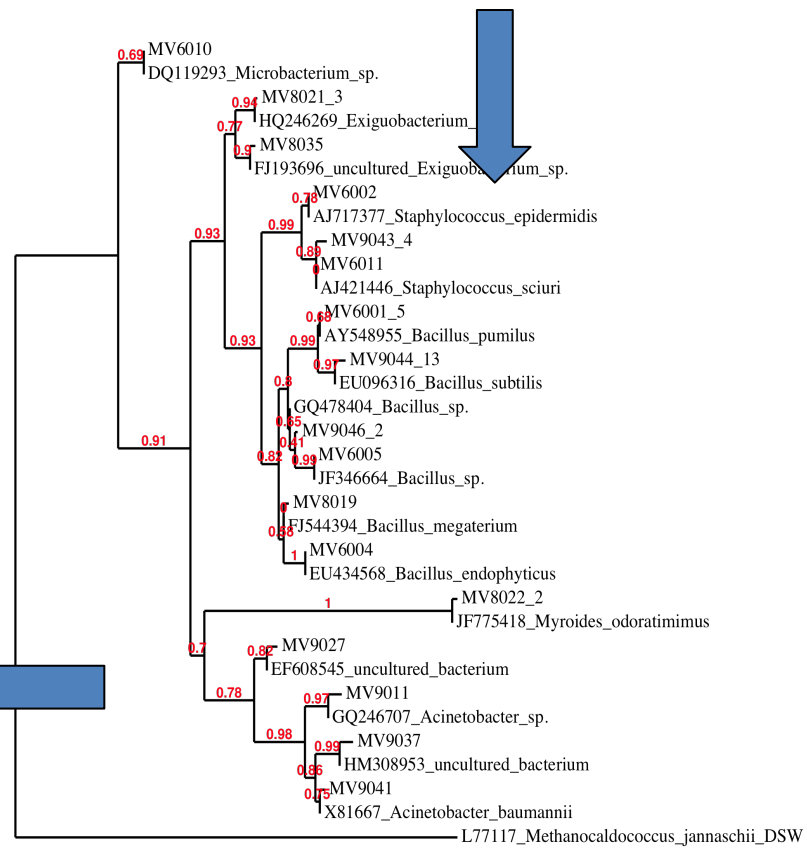 MV6010
0.69
DQ119293_Microbacterium_sp.
MV8021_3
0.94
HQ246269_Exiguobacterium_
0.77
MV8035
0.9
FJ193696_uncultured_Exiguoba rium_sp.
MV6002
0.78
AJ717377_Staphylococcus_epidermidis
0.99
0.93
MV9043_4
0.89
MV6011
0
AJ421446_Staphylococcus_sciuri
MV6001_5
0.68
AY548955_Bacillus_pumilus
0.93
0.99
MV9044_13
0.97
EU096316_Bacillus_subtilis
0.8
GQ478404_Bacillus_sp.
0.65
MV9046_2
0.91
0.41
MV6005
0.82
0.99
JF346664_Bacillus_sp.
MV8019
0
FJ544394_Bacillus_megaterium
0.58
MV6004
1
EU434568_Bacillus_endophyticus
MV8022_2
1
JF775418_Myroides_odoratimimus
MV9027
0.7
0.82
EF608545_uncultured_bacterium
0.78
MV9011
0.97
GQ246707_Acinetobacter_sp.
0.98
MV9037
0.99
HM308953_uncultured_bacterium
0.86
MV9041
0.75
X81667_Acinetobacter_baumannii
L77117_Methanocaldococcus_jannaschii_DSW